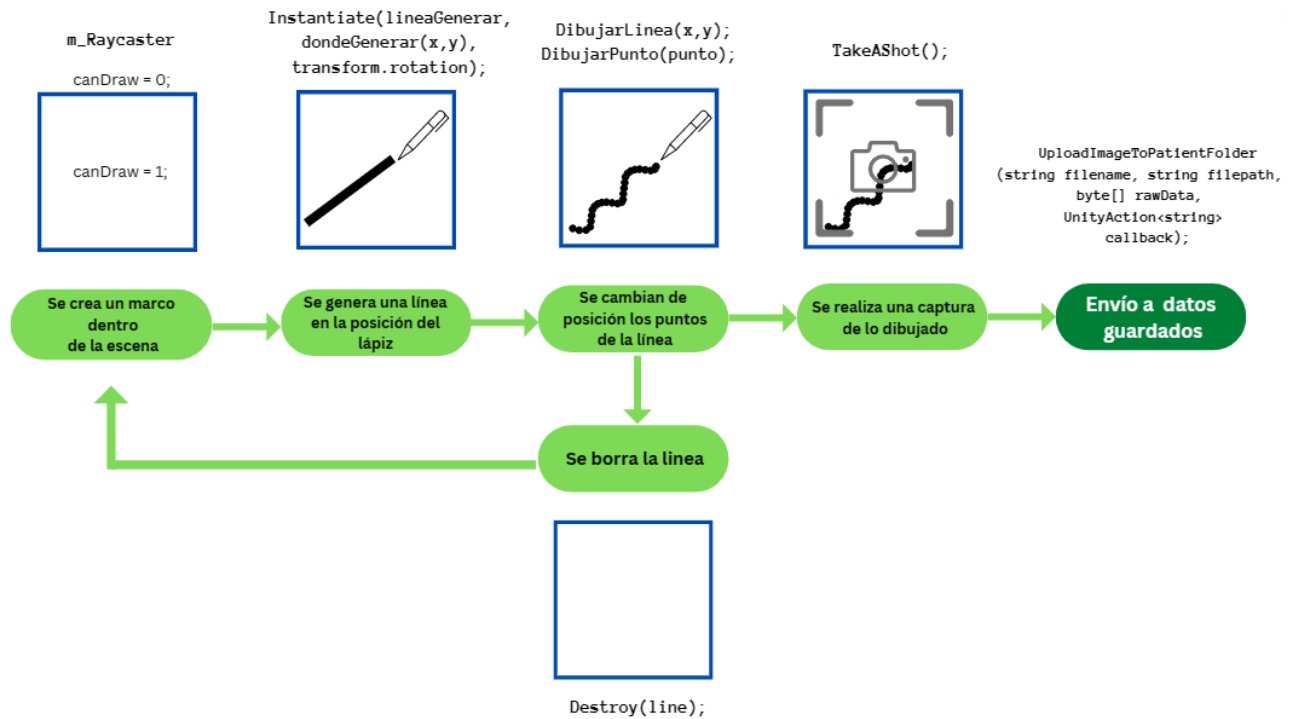 m_Raycaster
canDraw = 0;
canDraw = 1;
Instantiate(lineaGenerar,
dondeGenerar(x,y),
transform.rotation);
DibujarLinea(x,y);
DibujarPunto(punto);
TakeAShot();
UploadImageToPatientFolder
(string filename, string filepath,
byte[] rawData,
UnityAction<string>
callback);
Se crea un marco
dentro
de la escena
Se genera una línea
en la posición del
lápiz
Se cambian de
posición los puntos
de la línea
Se realiza una captura
de lo dibujado
Envío a datos
guardados
Se borra la linea
Destroy(line);